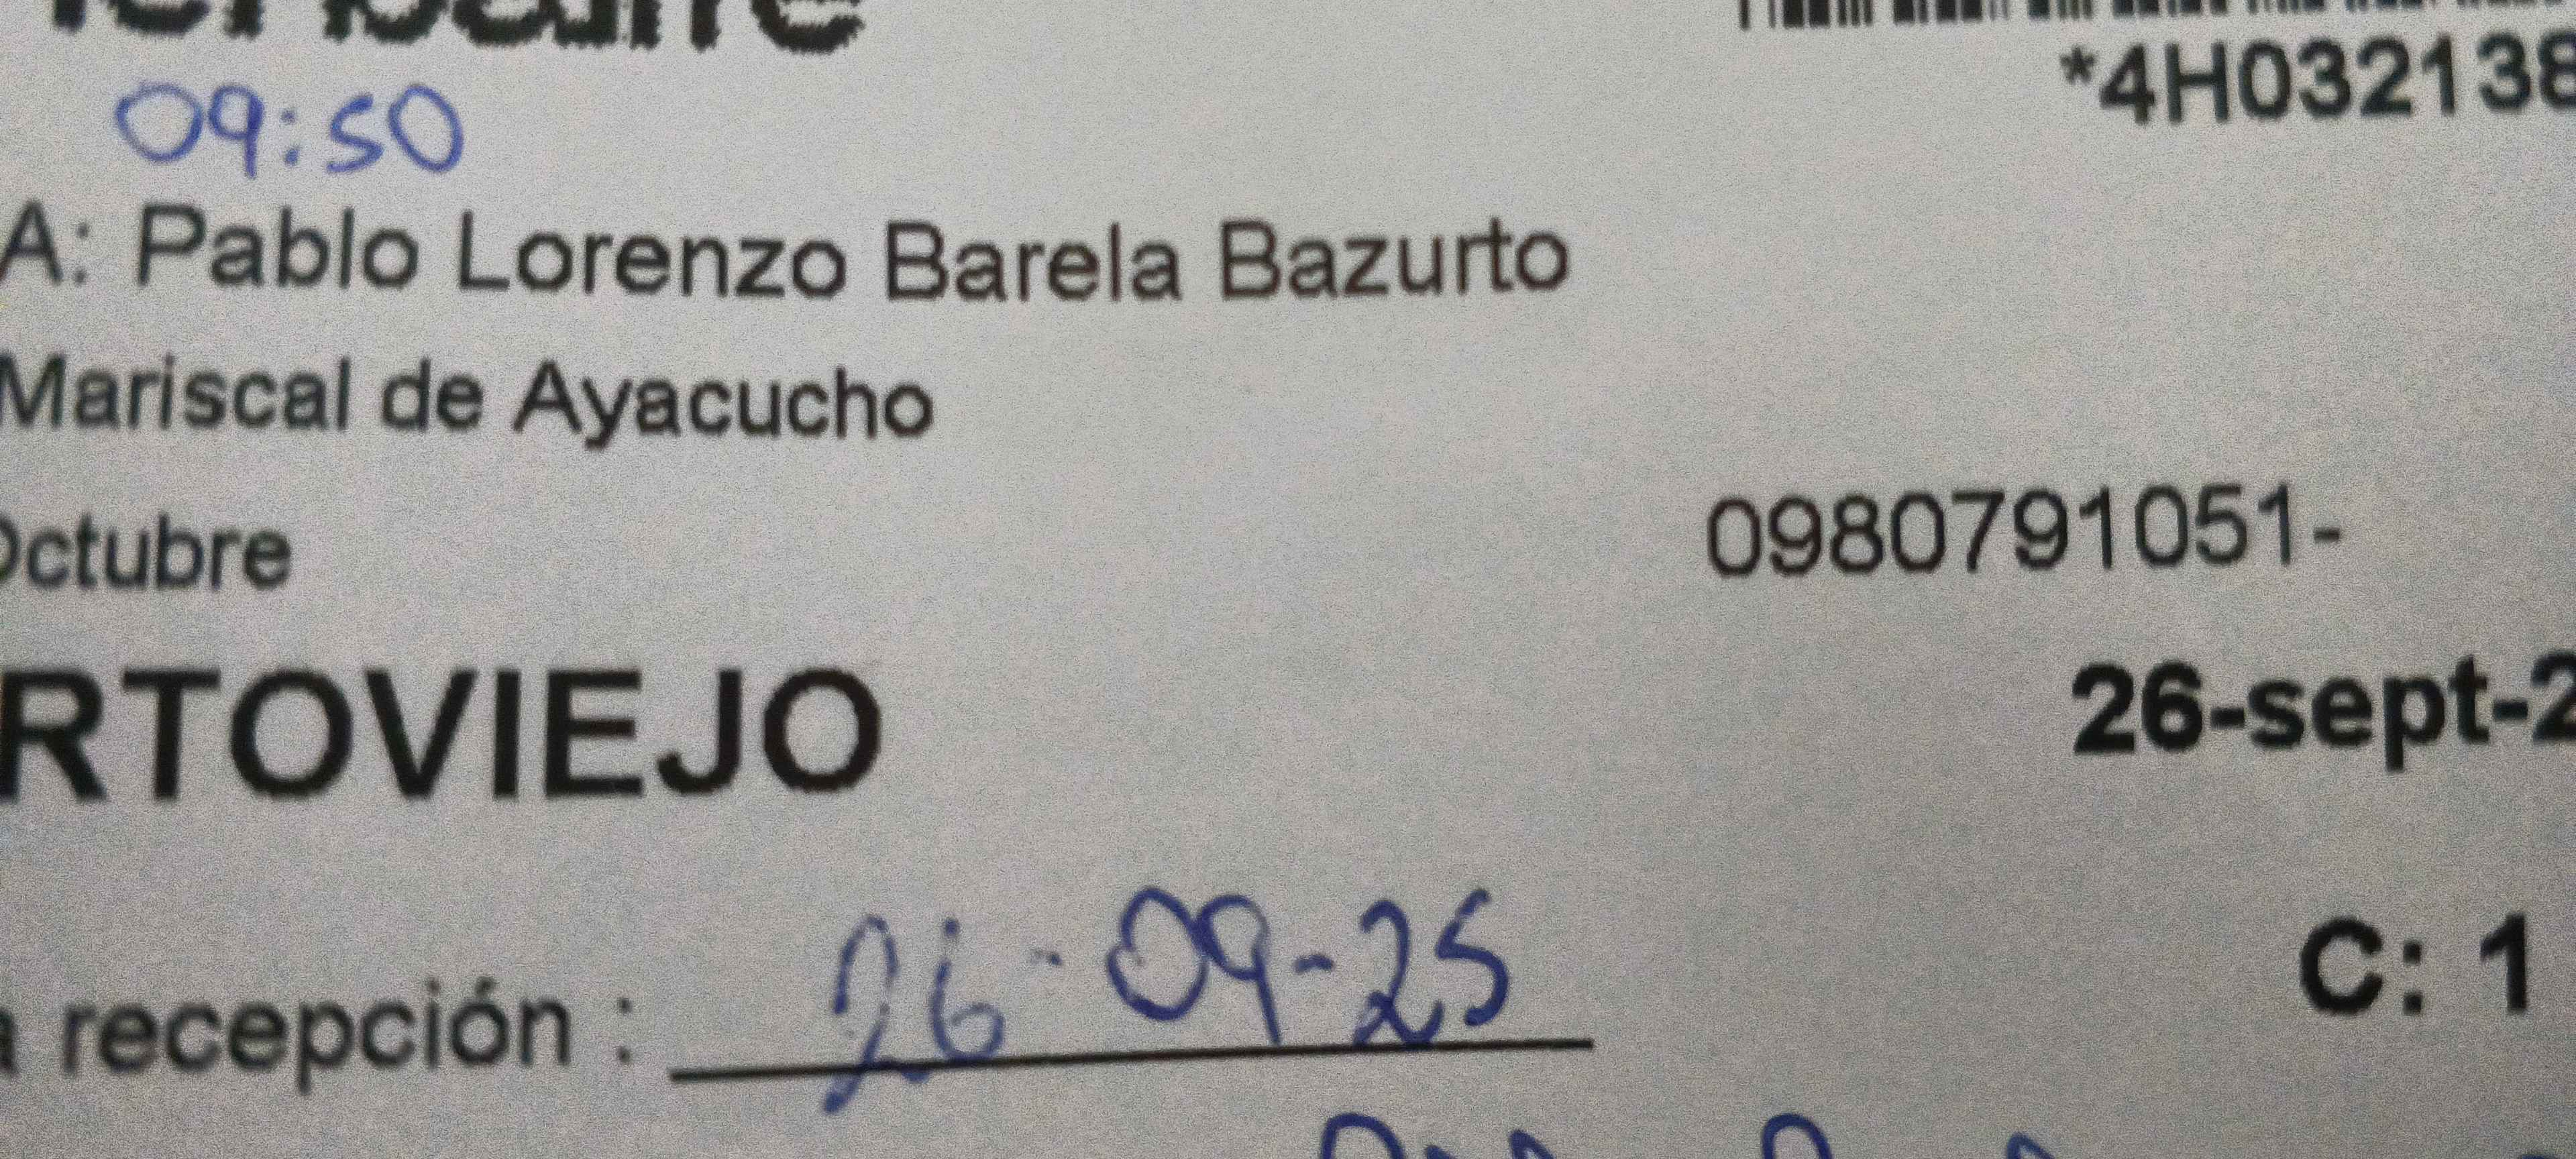 *4H032138
09:50
A: Pablo Lorenzo Barela Bazurto
Mariscal de Ayacucho
Octubre 0980791051-
RTOVIEJO 26-sept-2
C: 1
recepción : 26-09-25